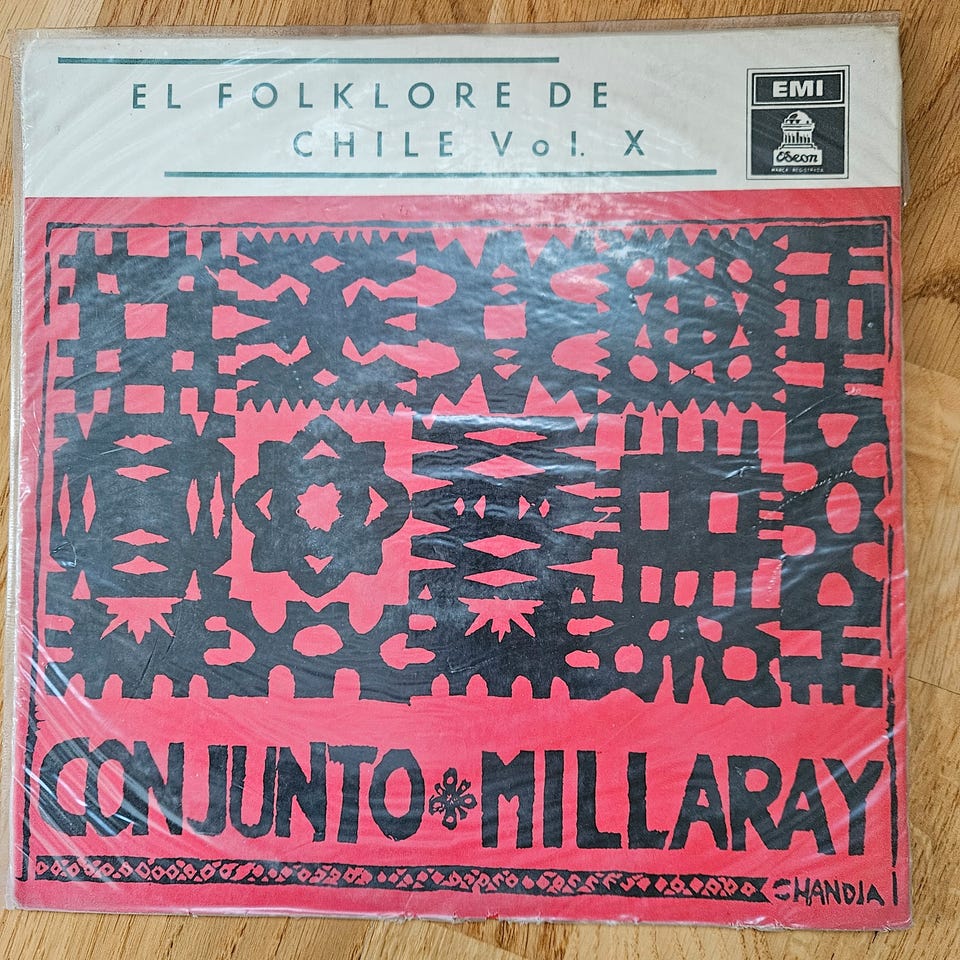 EL FOLKLORE DE
CHILE Vol. X
EMI
Odeon
MARCA REGISTRADA
CONJUNTO MILLARAY
CHANDIA